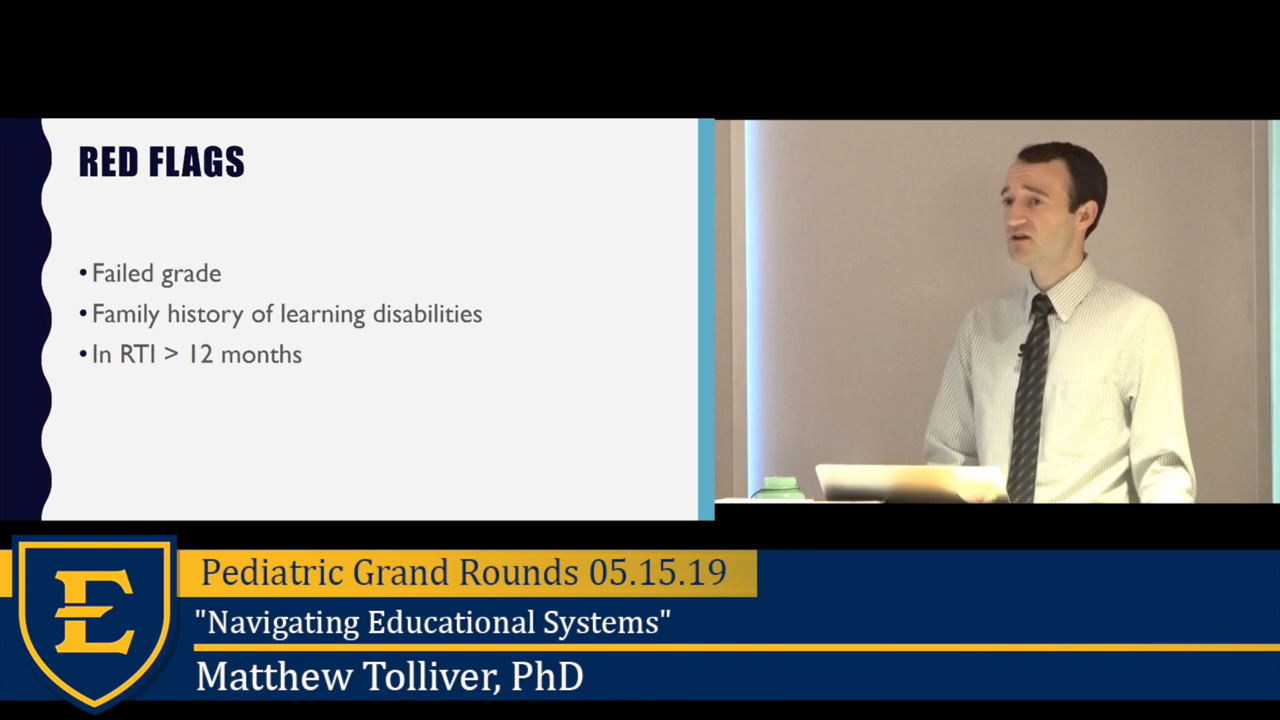 RED FLAGS
•Failed grade
•Family history of learning disabilities
•In RTI > 12 months
E
Pediatric Grand Rounds 05.15.19
"Navigating Educational Systems"
Matthew Tolliver, PhD